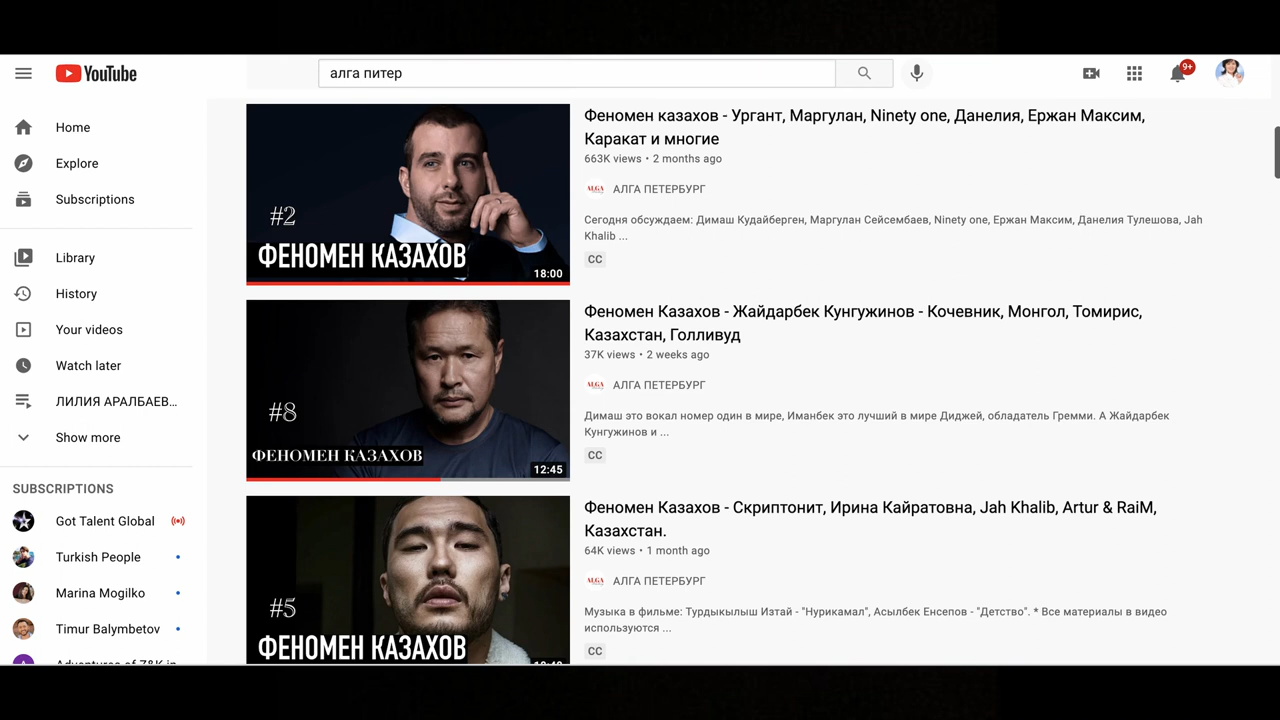 YouTube
алга питер
9+
Home
Explore
Subscriptions
Library
History
Your videos
Watch later
ЛИЛИЯ АРАЛБАЕВ...
Show more
SUBSCRIPTIONS
Got Talent Global
Turkish People
Marina Mogilko
Timur Balymbetov
Adventures of Z&K in
#2
ФЕНОМЕН КАЗАХОВ
18:00
Феномен казахов - Ургант, Маргулан, Ninety one, Данелия, Ержан Максим,
Каракат и многие
663K views • 2 months ago
ALGA
АЛГА ПЕТЕРБУРГ
Сегодня обсуждаем: Димаш Кудайберген, Маргулан Сейсембаев, Ninety one, Ержан Максим, Данелия Тулешова, Jah
Khalib ...
CC
#8
ФЕНОМЕН КАЗАХОВ
12:45
Феномен Казахов - Жайдарбек Кунгужинов - Кочевник, Монгол, Томирис,
Казахстан, Голливуд
37K views • 2 weeks ago
ALGA
АЛГА ПЕТЕРБУРГ
Димаш это вокал номер один в мире, Иманбек это лучший в мире Диджей, обладатель Гремми. А Жайдарбек
Кунгужинов и ...
CC
#5
ФЕНОМЕН КАЗАХОВ
Феномен Казахов - Скриптонит, Ирина Кайратовна, Jah Khalib, Artur & RaiM,
Казахстан.
64K views • 1 month ago
ALGA
АЛГА ПЕТЕРБУРГ
Музыка в фильме: Турдыкылыш Изтай - "Нурикамал", Асылбек Енсепов - "Детство". * Все материалы в видео
используются ...
CC